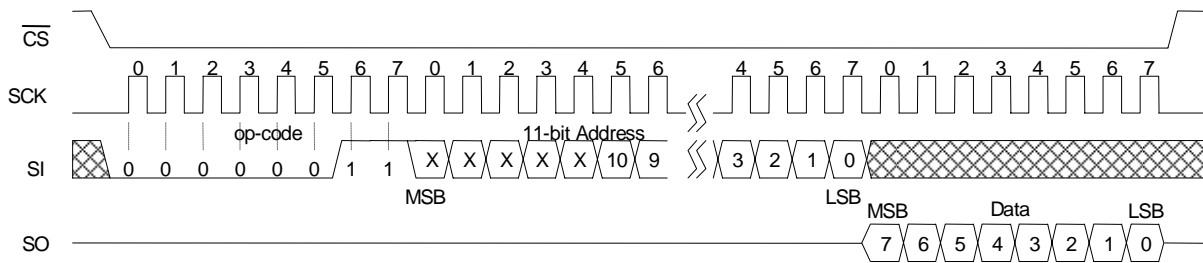 CS
0 1 2 3 4 5 6 7 0 1 2 3 4 5 6 4 5 6 7 0 1 2 3 4 5 6 7
SCK
op-code 11-bit Address
SI 0 0 0 0 0 0 1 1 X X X X X 10 9 3 2 1 0
MSB LSB MSB Data LSB
SO 7 6 5 4 3 2 1 0